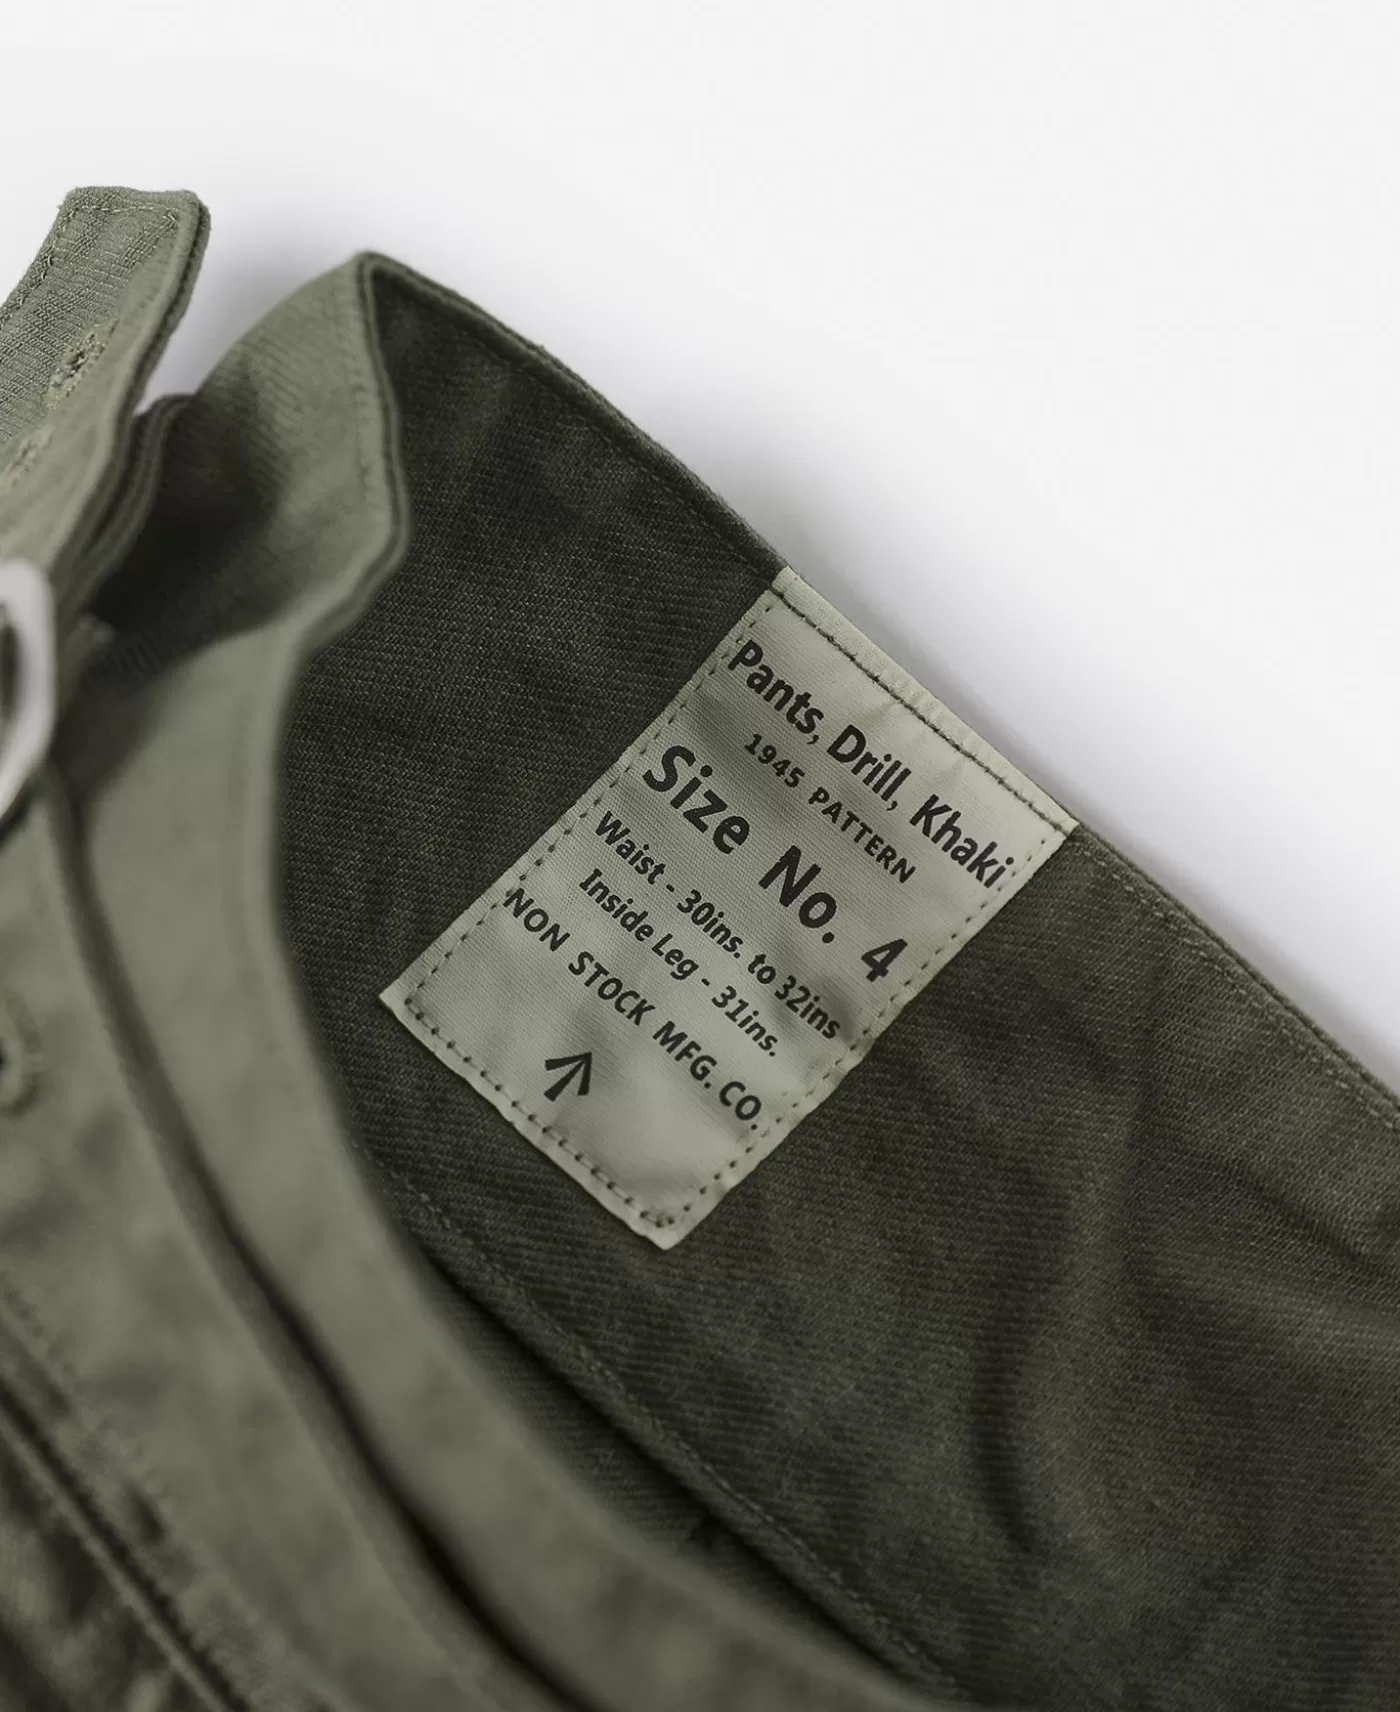 Pants, Drill, Khaki
1945 PATTERN
Size No. 4
Waist - 30ins. to 32ins
Inside Leg - 31ins.
NON STOCK MFG. CO.